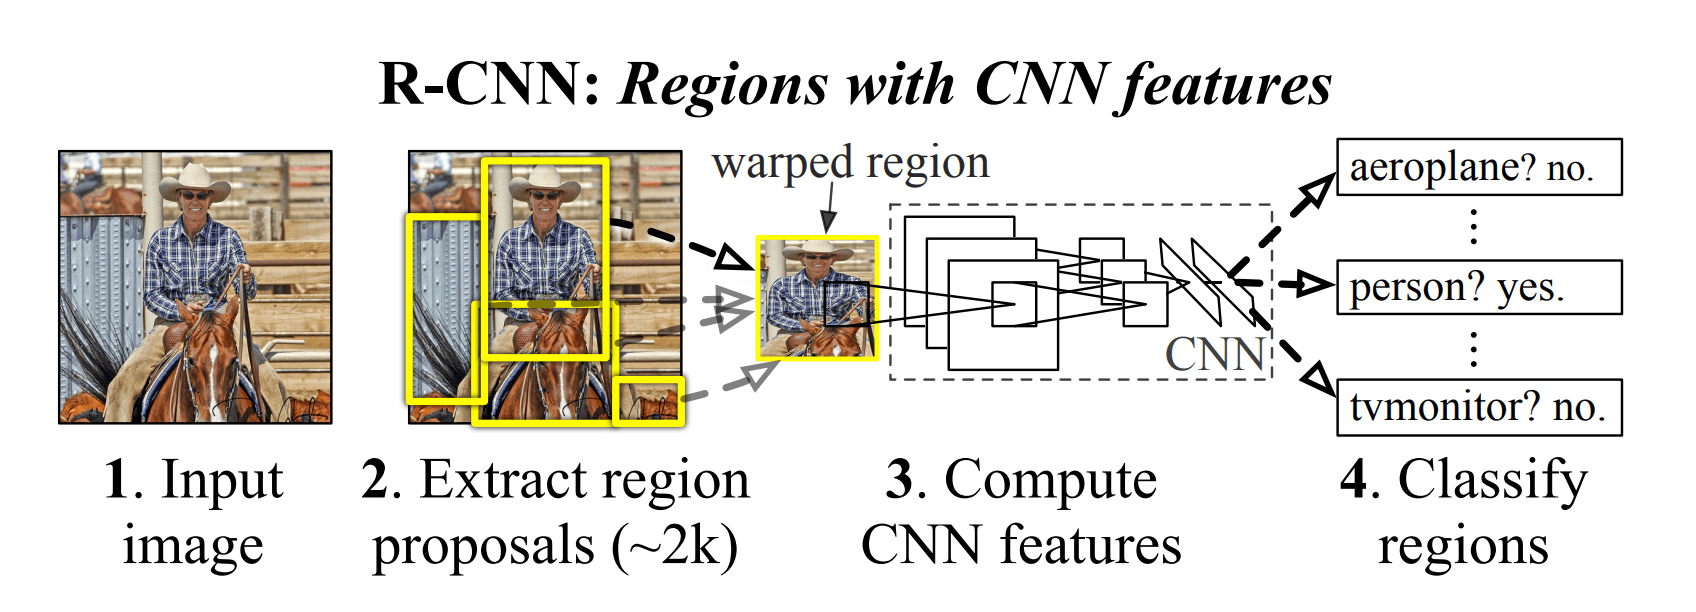 R-CNN: Regions with CNN features
warped region
aeroplane? no.
person? yes.
CNN
tvmonitor? no.
1. Input
image
2. Extract region
proposals (~2k)
3. Compute
CNN features
4. Classify
regions